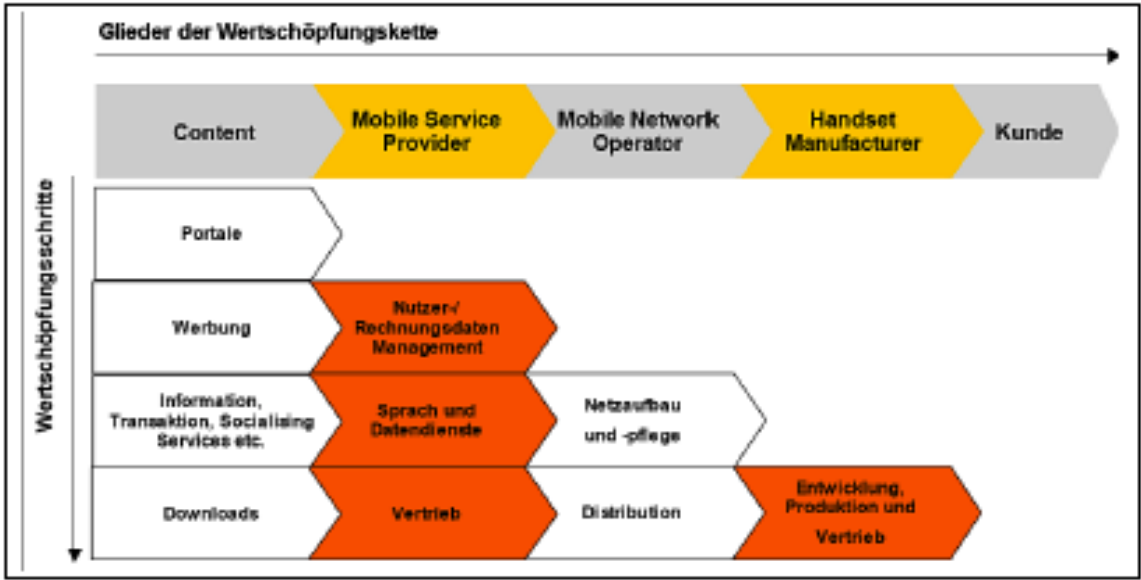 Glieder der Wertschöpfungskette
Content
Mobile Service
Provider
Mobile Network
Operator
Handset
Manufacturer
Kunde
Wertschöpfungsschritte
Portale
Werbung
Nutzer-/
Rechnungsdaten
Management
Information,
Transaktion, Socialising
Services etc.
Sprach und
Datendienste
Netzaufbau
und -pflege
Downloads
Vertrieb
Distribution
Entwicklung,
Produktion und
Vertrieb